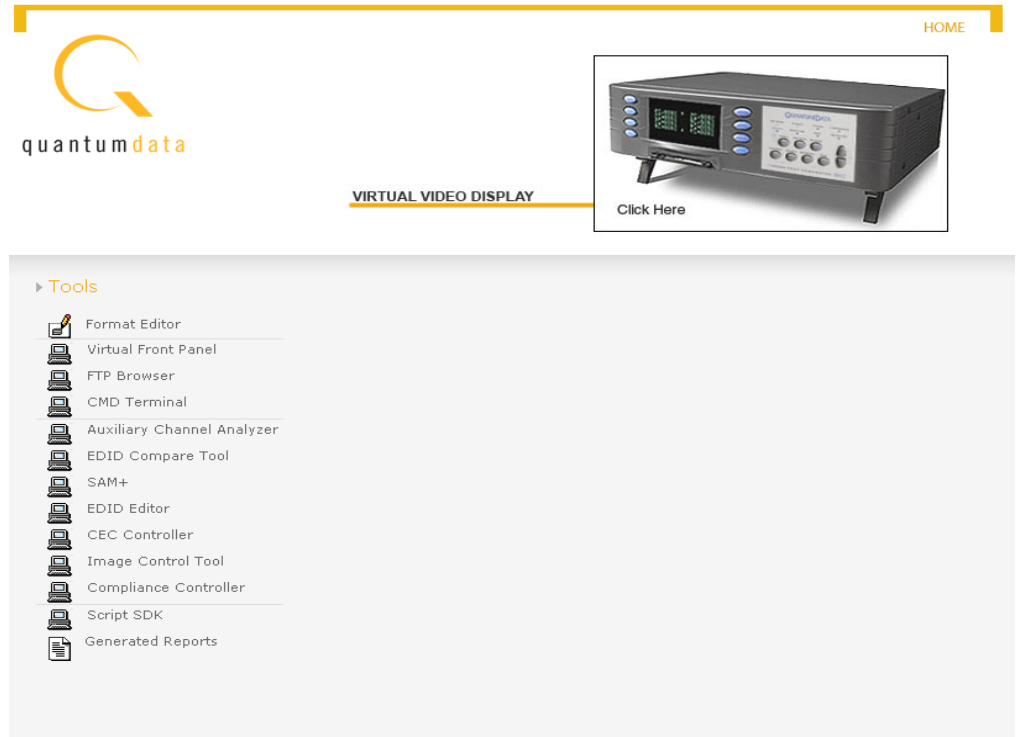 HOME
quantumdata
QUANTUMDATA
VIRTUAL VIDEO DISPLAY
Click Here
Tools
Format Editor
Virtual Front Panel
FTP Browser
CMD Terminal
Auxiliary Channel Analyzer
EDID Compare Tool
SAM+
EDID Editor
CEC Controller
Image Control Tool
Compliance Controller
Script SDK
Generated Reports